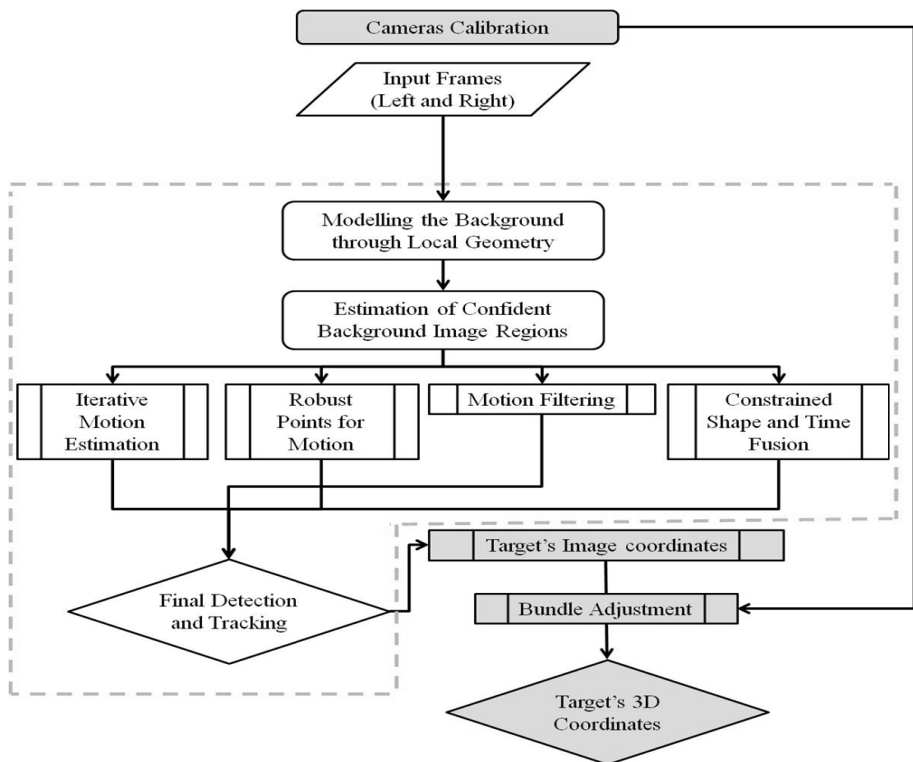 Cameras Calibration
Input Frames
(Left and Right)
Modelling the Background
through Local Geometry
Estimation of Confident
Background Image Regions
Iterative
Motion
Estimation
Robust
Points for
Motion
Motion Filtering
Constrained
Shape and Time
Fusion
Target's Image coordinates
Final Detection
and Tracking
Bundle Adjustment
Target's 3D
Coordinates